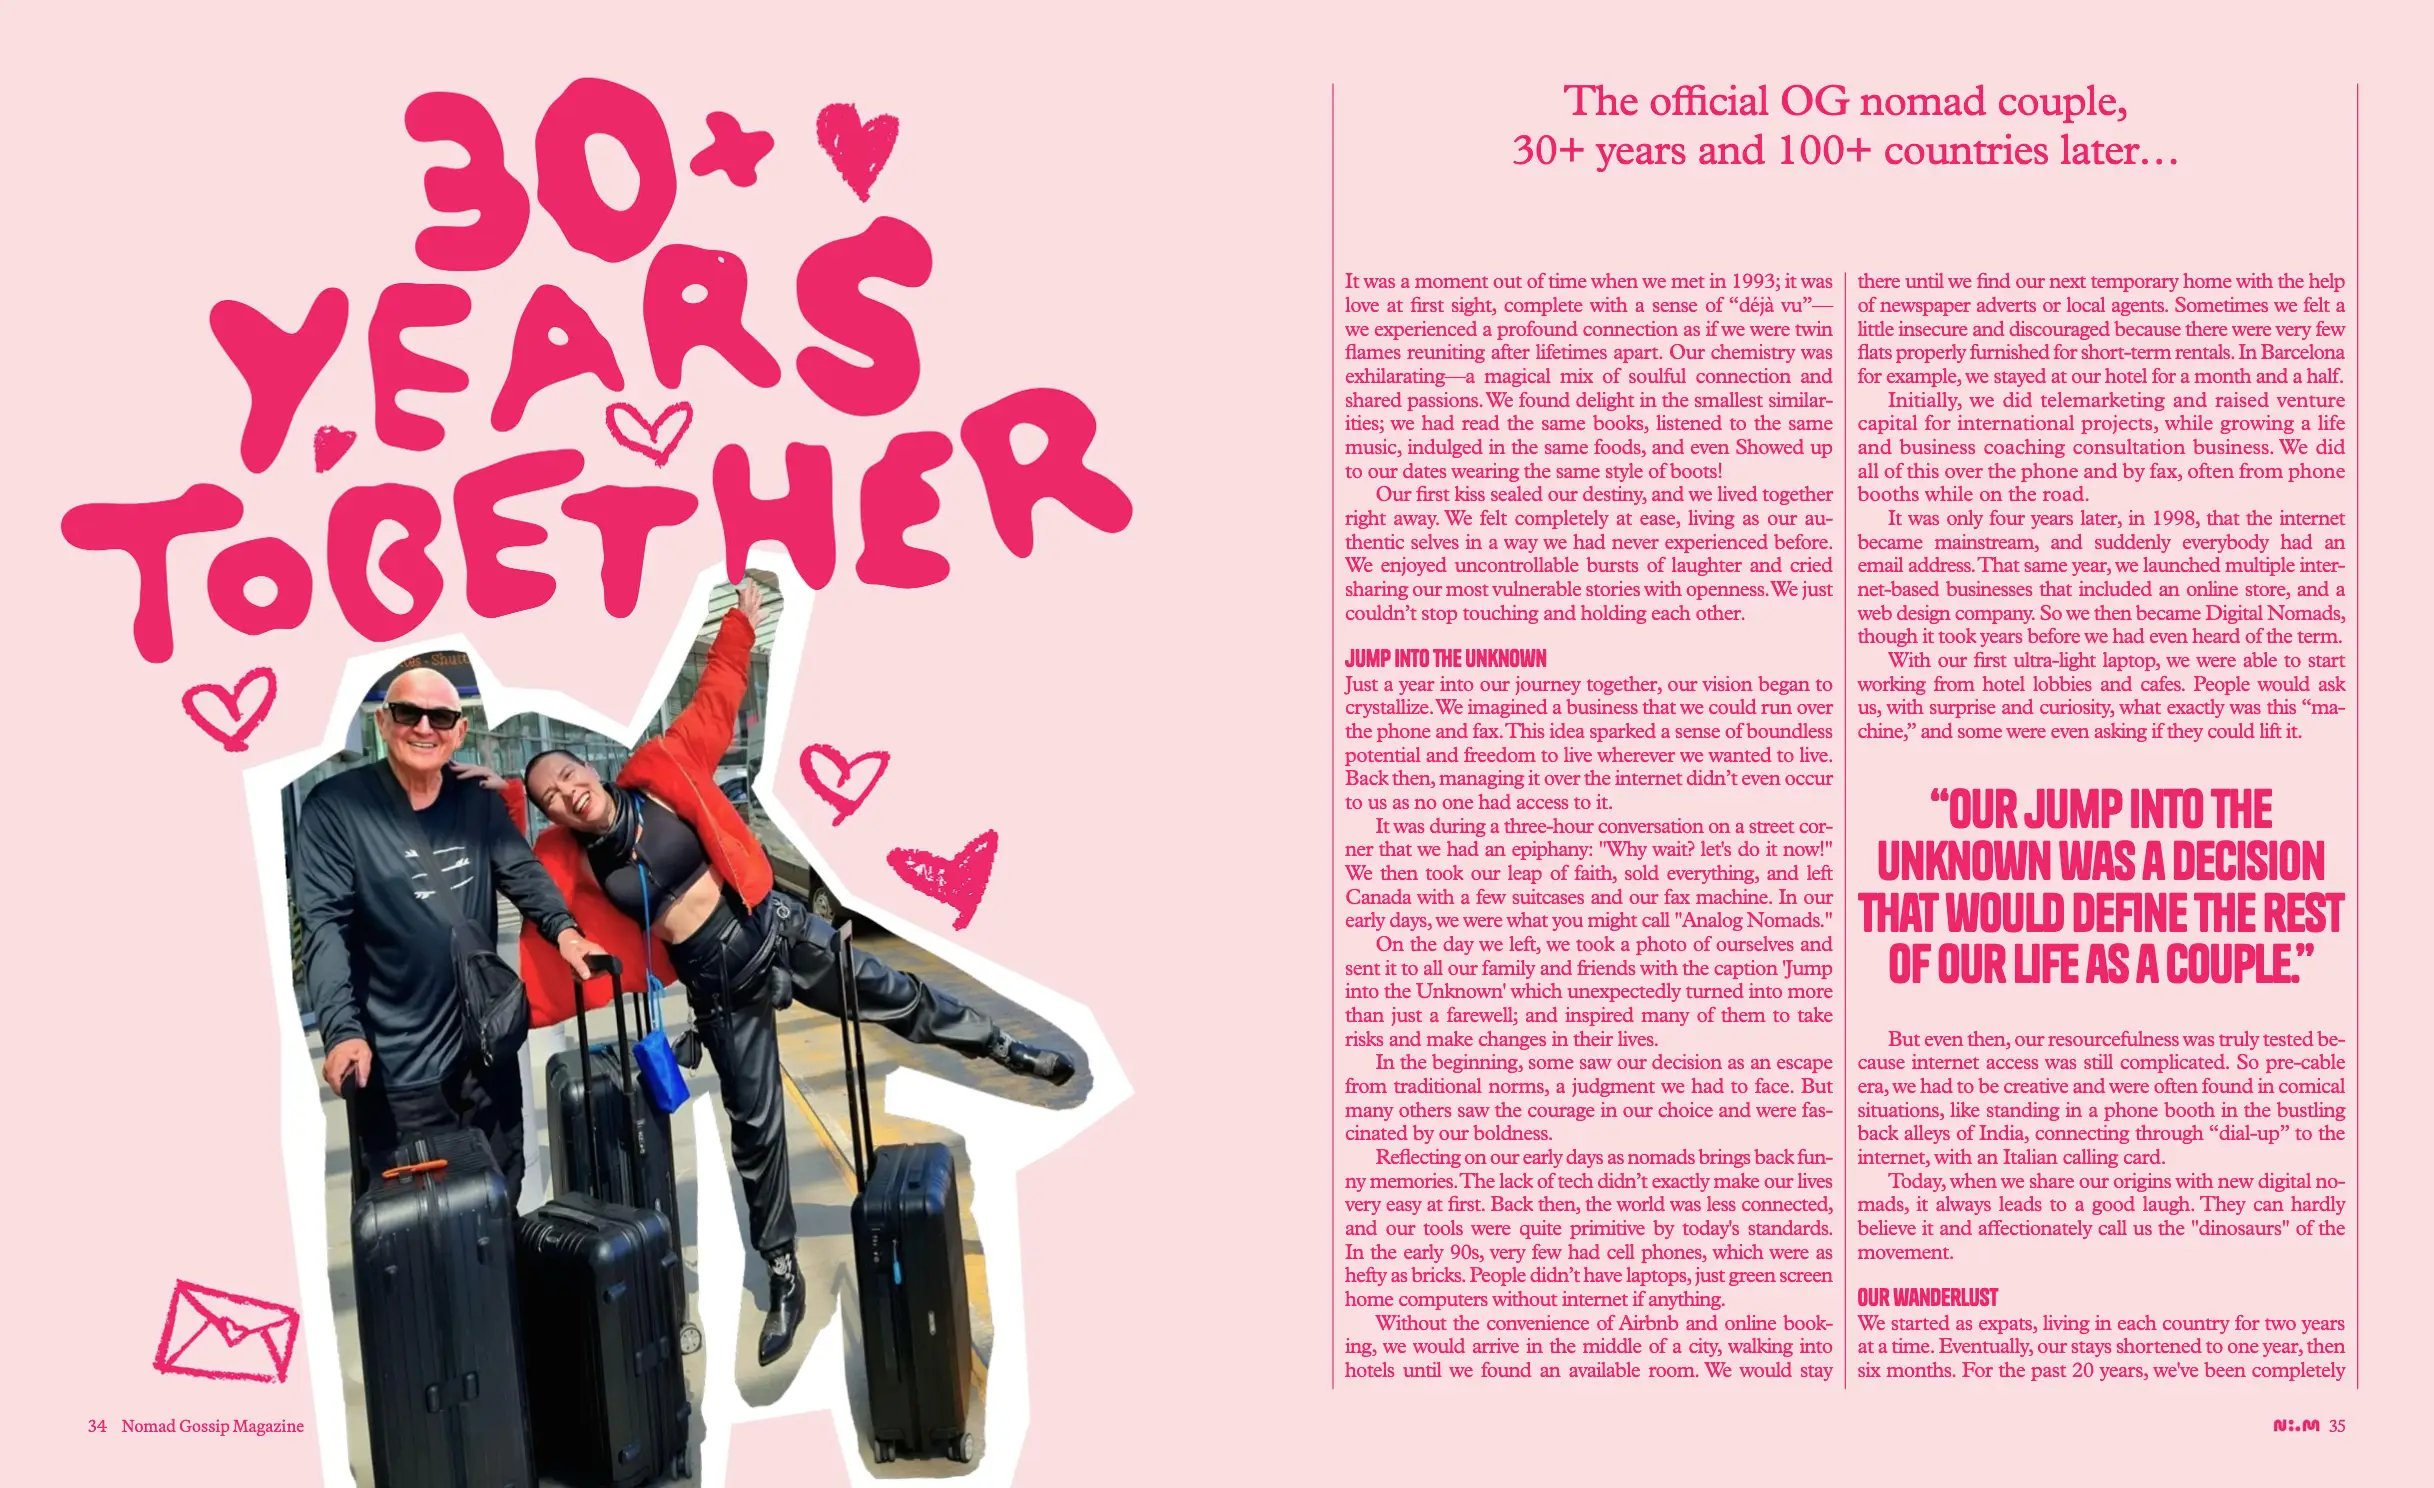 30+
YEARS
TOGETHER
34 Nomad Gossip Magazine
The official OG nomad couple,
30+ years and 100+ countries later…
It was a moment out of time when we met in 1993; it was
love at first sight, complete with a sense of “déjà vu”—
we experienced a profound connection as if we were twin
flames reuniting after lifetimes apart. Our chemistry was
exhilarating—a magical mix of soulful connection and
shared passions. We found delight in the smallest similar-
ities; we had read the same books, listened to the same
music, indulged in the same foods, and even Showed up
to our dates wearing the same style of boots!
Our first kiss sealed our destiny, and we lived together
right away. We felt completely at ease, living as our au-
thentic selves in a way we had never experienced before.
We enjoyed uncontrollable bursts of laughter and cried
sharing our most vulnerable stories with openness. We just
couldn’t stop touching and holding each other.
JUMP INTO THE UNKNOWN
Just a year into our journey together, our vision began to
crystallize. We imagined a business that we could run over
the phone and fax. This idea sparked a sense of boundless
potential and freedom to live wherever we wanted to live.
Back then, managing it over the internet didn’t even occur
to us as no one had access to it.
It was during a three-hour conversation on a street cor-
ner that we had an epiphany: "Why wait? let's do it now!"
We then took our leap of faith, sold everything, and left
Canada with a few suitcases and our fax machine. In our
early days, we were what you might call "Analog Nomads."
On the day we left, we took a photo of ourselves and
sent it to all our family and friends with the caption 'Jump
into the Unknown' which unexpectedly turned into more
than just a farewell; and inspired many of them to take
risks and make changes in their lives.
In the beginning, some saw our decision as an escape
from traditional norms, a judgment we had to face. But
many others saw the courage in our choice and were fas-
cinated by our boldness.
Reflecting on our early days as nomads brings back fun-
ny memories. The lack of tech didn’t exactly make our lives
very easy at first. Back then, the world was less connected,
and our tools were quite primitive by today's standards.
In the early 90s, very few had cell phones, which were as
hefty as bricks. People didn’t have laptops, just green screen
home computers without internet if anything.
Without the convenience of Airbnb and online book-
ing, we would arrive in the middle of a city, walking into
hotels until we found an available room. We would stay
there until we find our next temporary home with the help
of newspaper adverts or local agents. Sometimes we felt a
little insecure and discouraged because there were very few
flats properly furnished for short-term rentals. In Barcelona
for example, we stayed at our hotel for a month and a half.
Initially, we did telemarketing and raised venture
capital for international projects, while growing a life
and business coaching consultation business. We did
all of this over the phone and by fax, often from phone
booths while on the road.
It was only four years later, in 1998, that the internet
became mainstream, and suddenly everybody had an
email address. That same year, we launched multiple inter-
net-based businesses that included an online store, and a
web design company. So we then became Digital Nomads,
though it took years before we had even heard of the term.
With our first ultra-light laptop, we were able to start
working from hotel lobbies and cafes. People would ask
us, with surprise and curiosity, what exactly was this “ma-
chine,” and some were even asking if they could lift it.
“OUR JUMP INTO THE
UNKNOWN WAS A DECISION
THAT WOULD DEFINE THE REST
OF OUR LIFE AS A COUPLE.”
But even then, our resourcefulness was truly tested be-
cause internet access was still complicated. So pre-cable
era, we had to be creative and were often found in comical
situations, like standing in a phone booth in the bustling
back alleys of India, connecting through “dial-up” to the
internet, with an Italian calling card.
Today, when we share our origins with new digital no-
mads, it always leads to a good laugh. They can hardly
believe it and affectionately call us the "dinosaurs" of the
movement.
OUR WANDERLUST
We started as expats, living in each country for two years
at a time. Eventually, our stays shortened to one year, then
six months. For the past 20 years, we've been completely
35